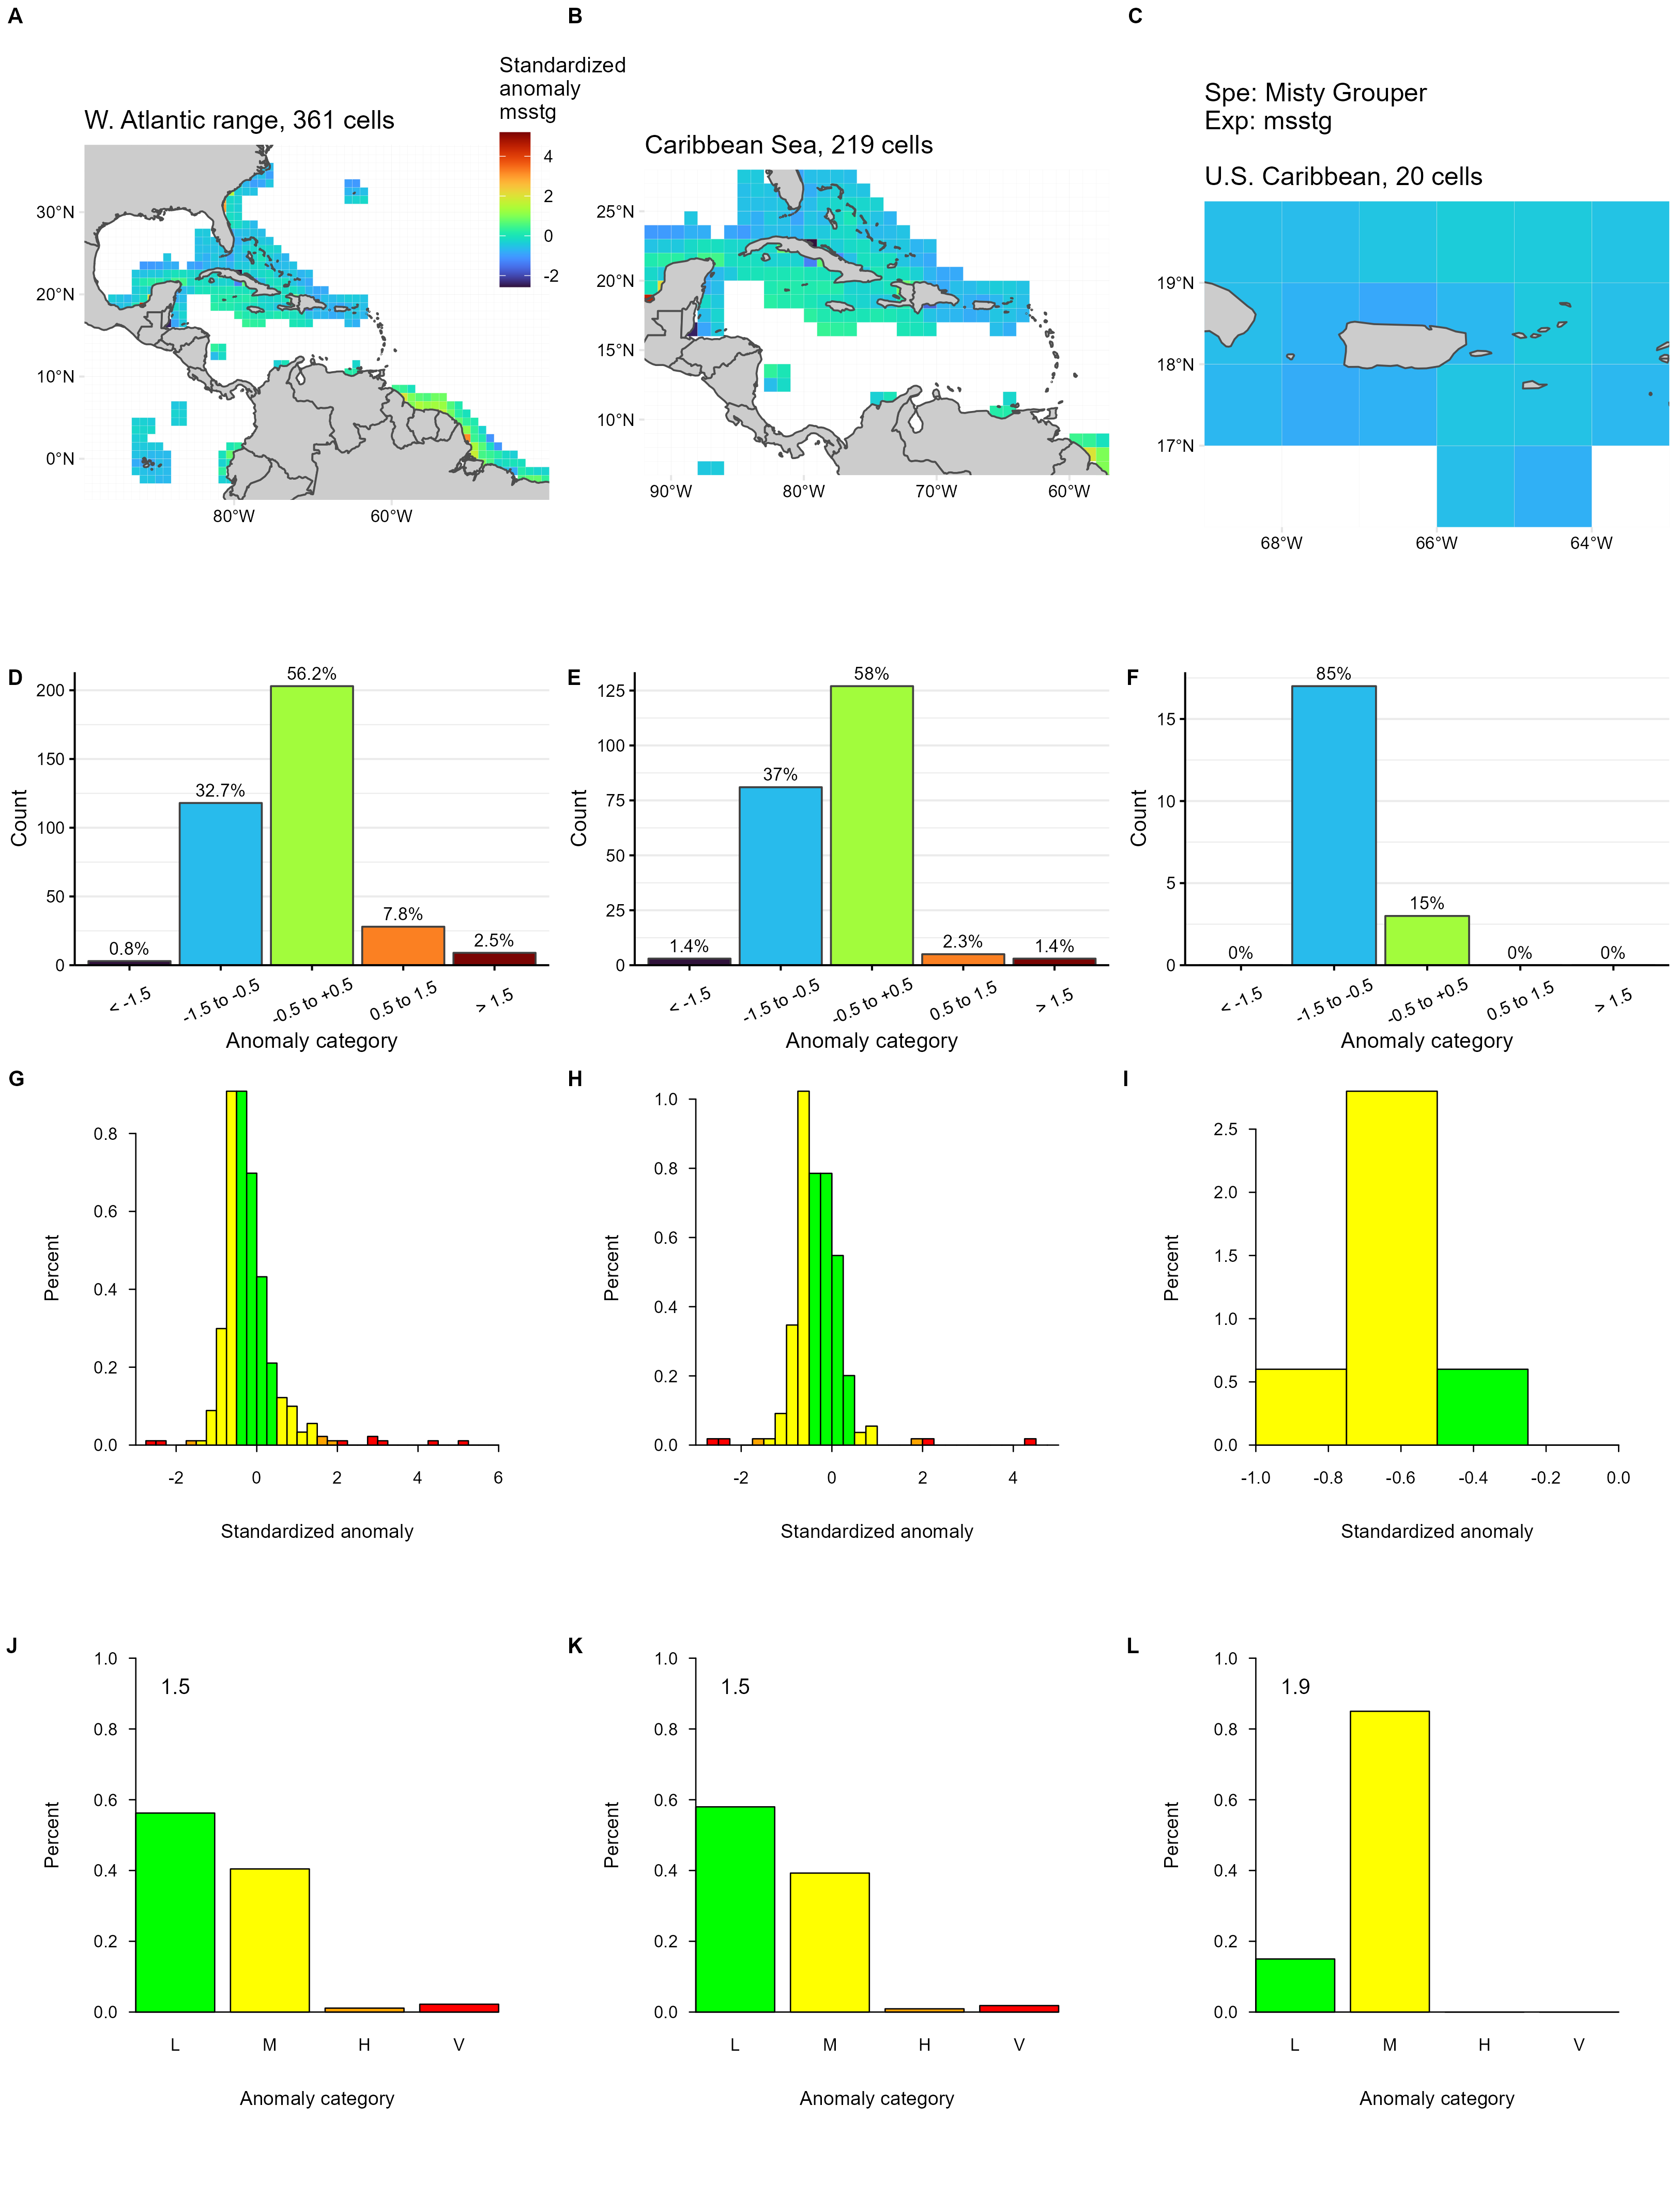 A
B
C
Standardized
anomaly
msstg
4
2
0
-2
W. Atlantic range, 361 cells
30°N
20°N
10°N
0°N
80°W
60°W
Caribbean Sea, 219 cells
25°N
20°N
15°N
10°N
90°W
80°W
70°W
60°W
Spe: Misty Grouper
Exp: msstg
U.S. Caribbean, 20 cells
19°N
18°N
17°N
68°W
66°W
64°W
D
Count
200
150
100
50
0
0.8%
32.7%
56.2%
7.8%
2.5%
< -1.5
-1.5 to -0.5
-0.5 to +0.5
0.5 to 1.5
> 1.5
Anomaly category
E
Count
125
100
75
50
25
0
1.4%
37%
58%
2.3%
1.4%
< -1.5
-1.5 to -0.5
-0.5 to +0.5
0.5 to 1.5
> 1.5
Anomaly category
F
Count
15
10
5
0
0%
85%
15%
0%
0%
< -1.5
-1.5 to -0.5
-0.5 to +0.5
0.5 to 1.5
> 1.5
Anomaly category
G
Percent
0.8
0.6
0.4
0.2
0.0
-2
0
2
4
6
Standardized anomaly
H
Percent
1.0
0.8
0.6
0.4
0.2
0.0
-2
0
2
4
Standardized anomaly
I
Percent
2.5
2.0
1.5
1.0
0.5
0.0
-1.0
-0.8
-0.6
-0.4
-0.2
0.0
Standardized anomaly
J
1.5
Percent
1.0
0.8
0.6
0.4
0.2
0.0
L
M
H
V
Anomaly category
K
1.5
Percent
1.0
0.8
0.6
0.4
0.2
0.0
L
M
H
V
Anomaly category
L
1.9
Percent
1.0
0.8
0.6
0.4
0.2
0.0
L
M
H
V
Anomaly category